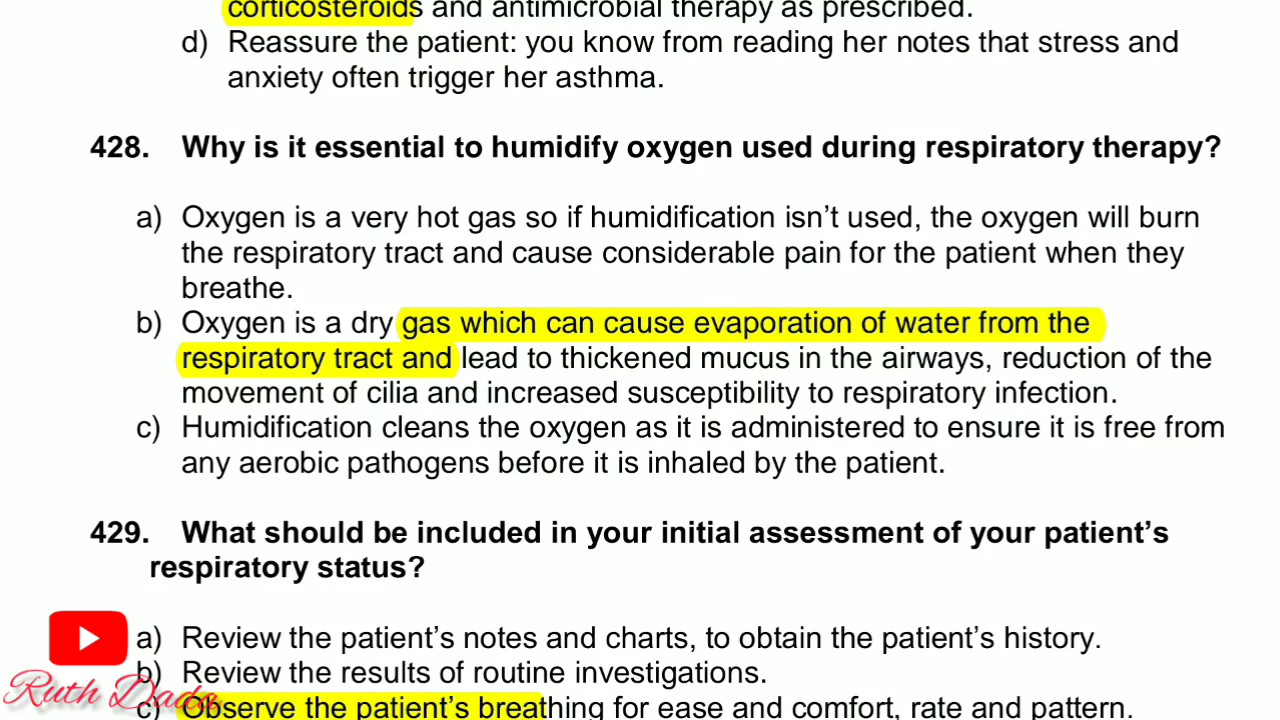 corticosteroids and antimicrobial therapy as prescribed.
d) Reassure the patient: you know from reading her notes that stress and
anxiety often trigger her asthma.
428. Why is it essential to humidify oxygen used during respiratory therapy?
a) Oxygen is a very hot gas so if humidification isn’t used, the oxygen will burn
the respiratory tract and cause considerable pain for the patient when they
breathe.
b) Oxygen is a dry gas which can cause evaporation of water from the
respiratory tract and lead to thickened mucus in the airways, reduction of the
movement of cilia and increased susceptibility to respiratory infection.
c) Humidification cleans the oxygen as it is administered to ensure it is free from
any aerobic pathogens before it is inhaled by the patient.
429. What should be included in your initial assessment of your patient’s
respiratory status?
a) Review the patient’s notes and charts, to obtain the patient’s history.
b) Review the results of routine investigations.
Ruth Dada
c) Observe the patient’s breathing for ease and comfort, rate and pattern.